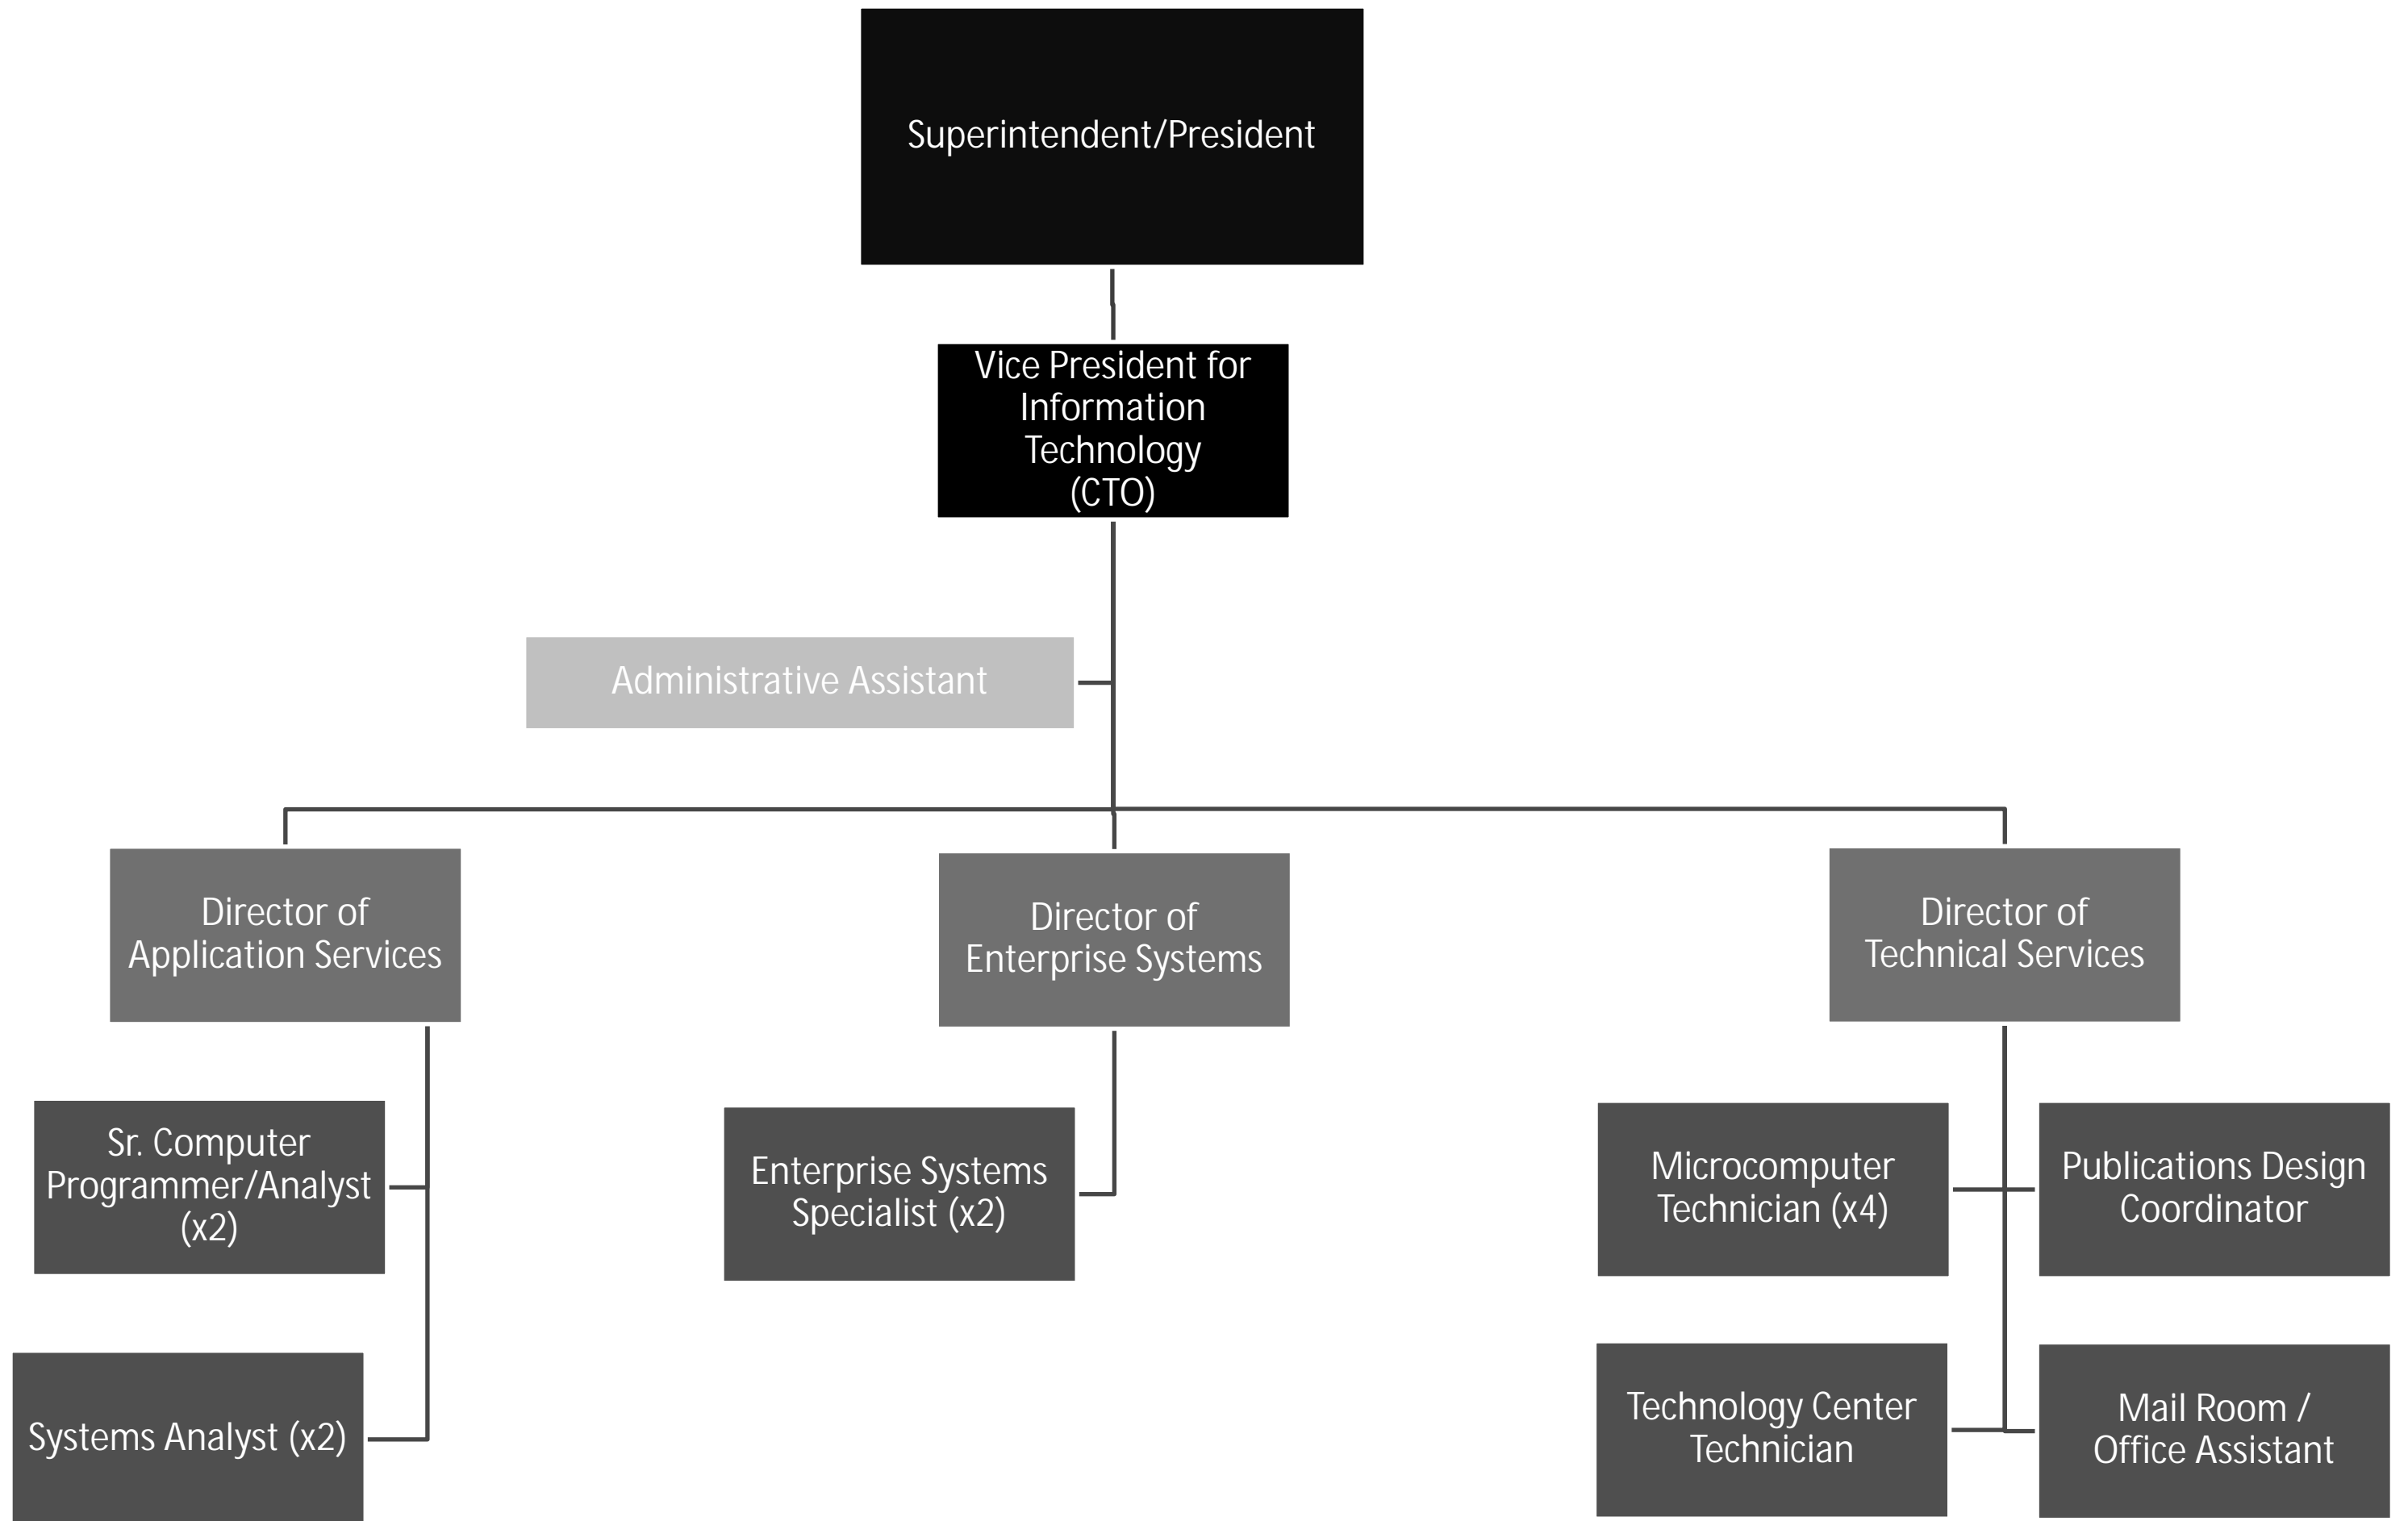 Superintendent/President
Vice President for
Information
Technology
(CTO)
Administrative Assistant
Director of
Application Services
Director of
Enterprise Systems
Director of
Technical Services
Sr. Computer
Programmer/Analyst
(x2)
Enterprise Systems
Specialist (x2)
Microcomputer
Technician (x4)
Publications Design
Coordinator
Systems Analyst (x2)
Technology Center
Technician
Mail Room /
Office Assistant